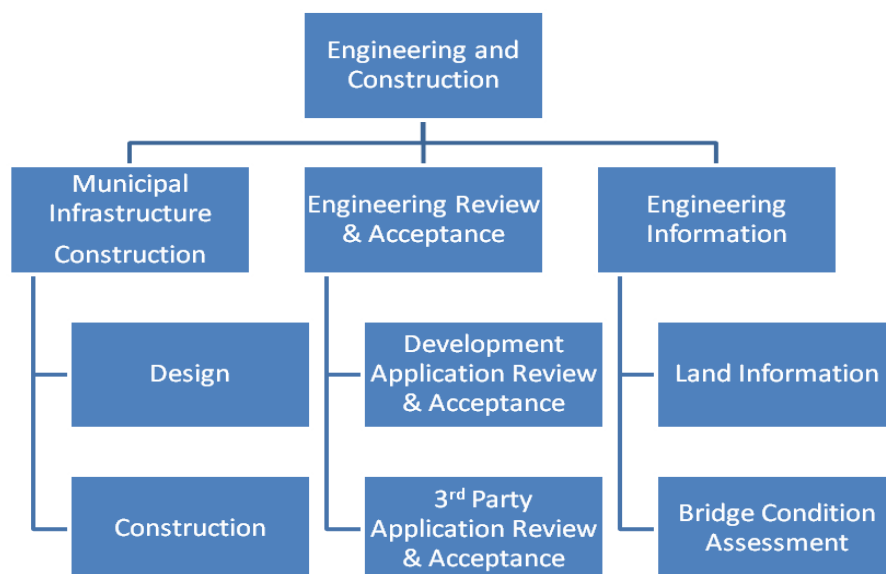 Engineering and
Construction
Municipal
Infrastructure
Construction
Engineering Review
& Acceptance
Engineering
Information
Design
Development
Application Review
& Acceptance
Land Information
Construction
3rd Party
Application Review
& Acceptance
Bridge Condition
Assessment